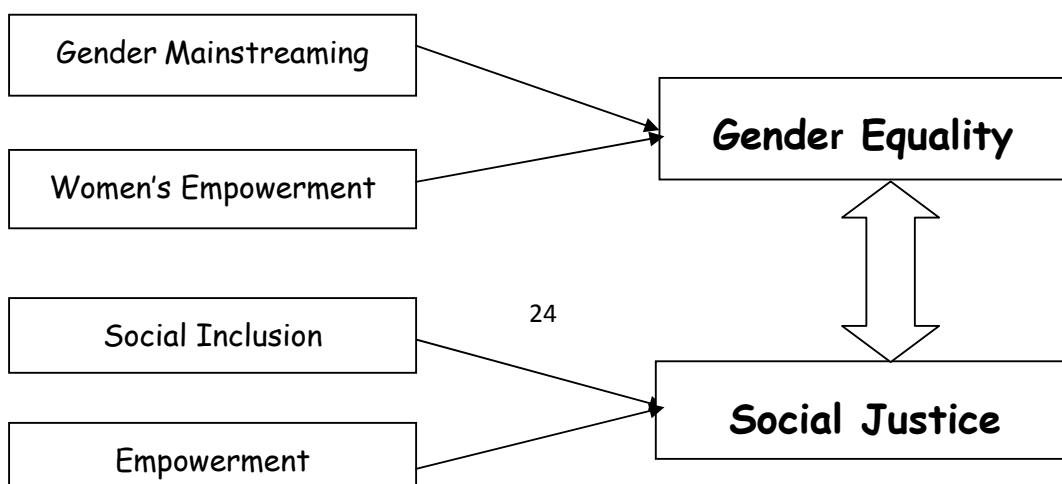 Gender Mainstreaming
Gender Equality
Women's Empowerment
24
Social Inclusion
Social Justice
Empowerment